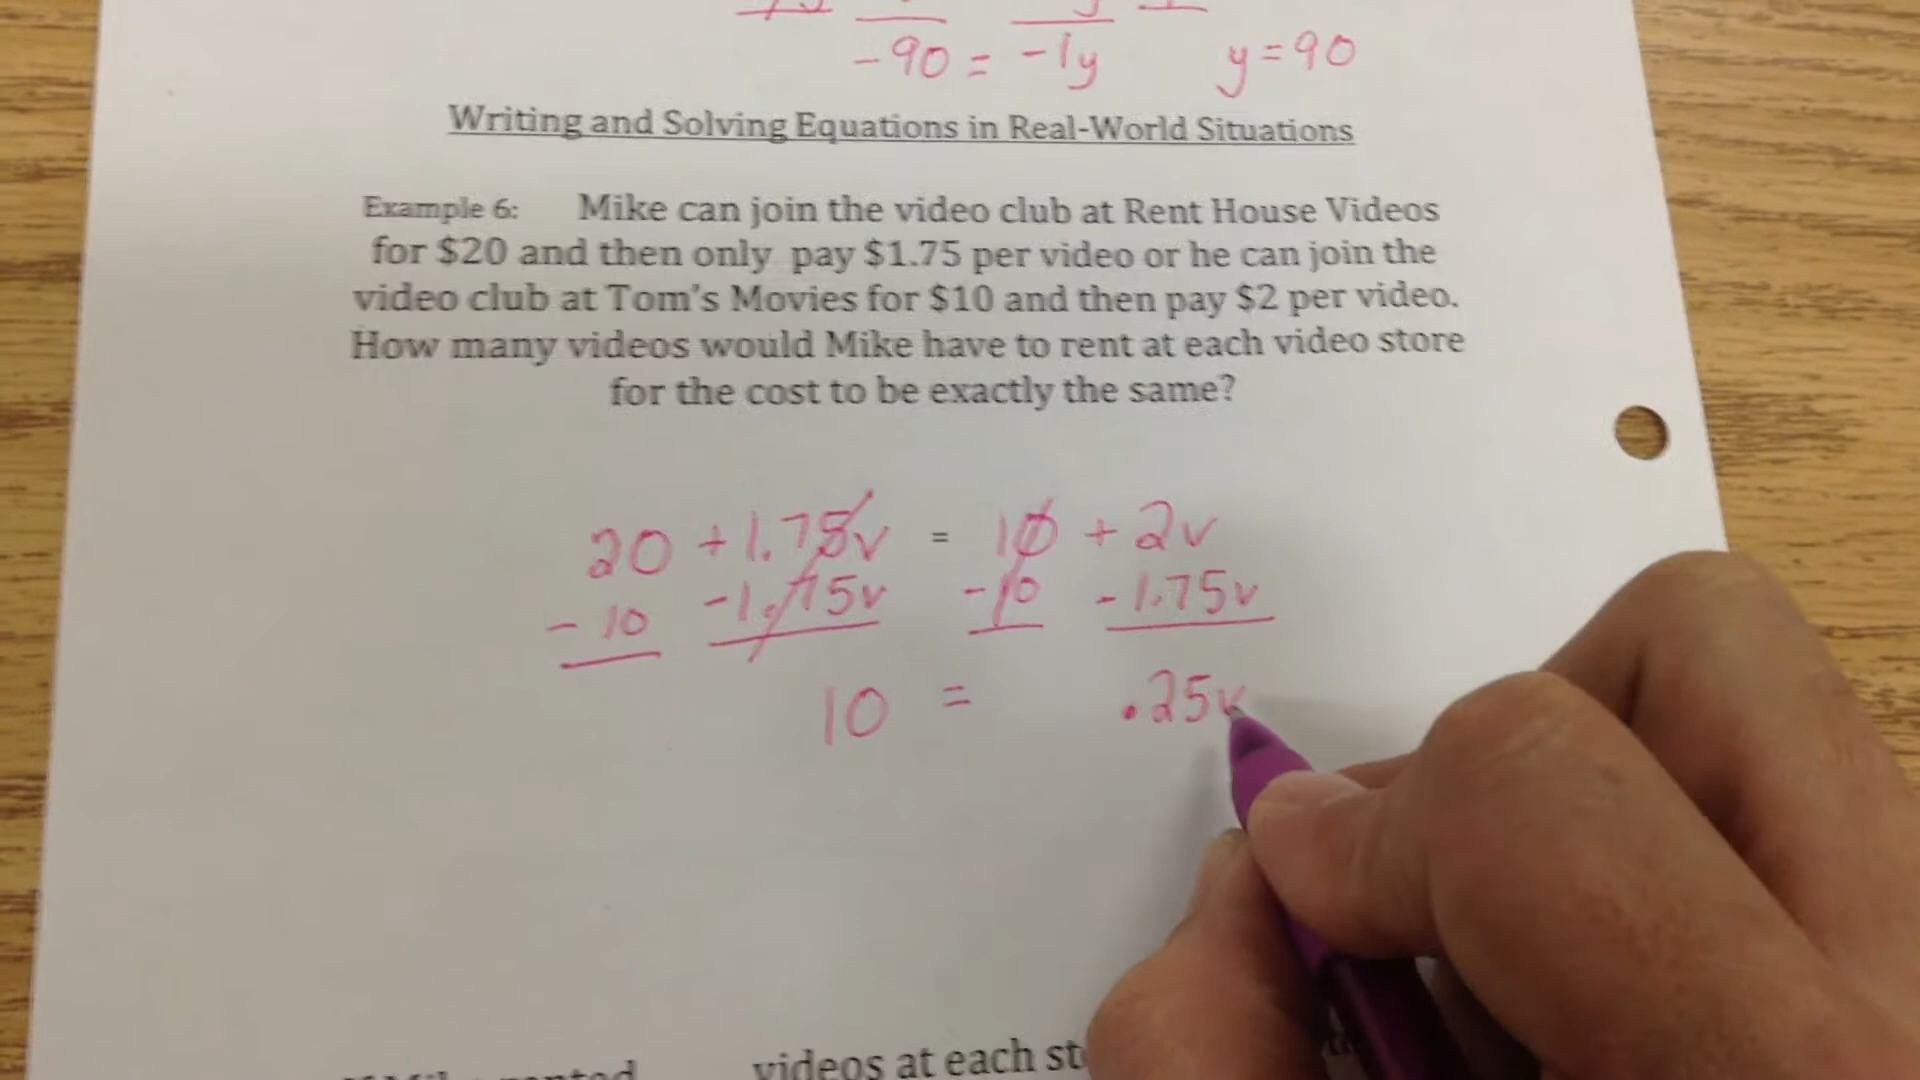 -90 = -1y y=90
Writing and Solving Equations in Real-World Situations
Example 6: Mike can join the video club at Rent House Videos
for $20 and then only pay $1.75 per video or he can join the
video club at Tom's Movies for $10 and then pay $2 per video.
How many videos would Mike have to rent at each video store
for the cost to be exactly the same?
20 + 1.75v = 10 + 2v
- 10 - 1.75v - 10 - 1.75v
10 = .25v
videos at each